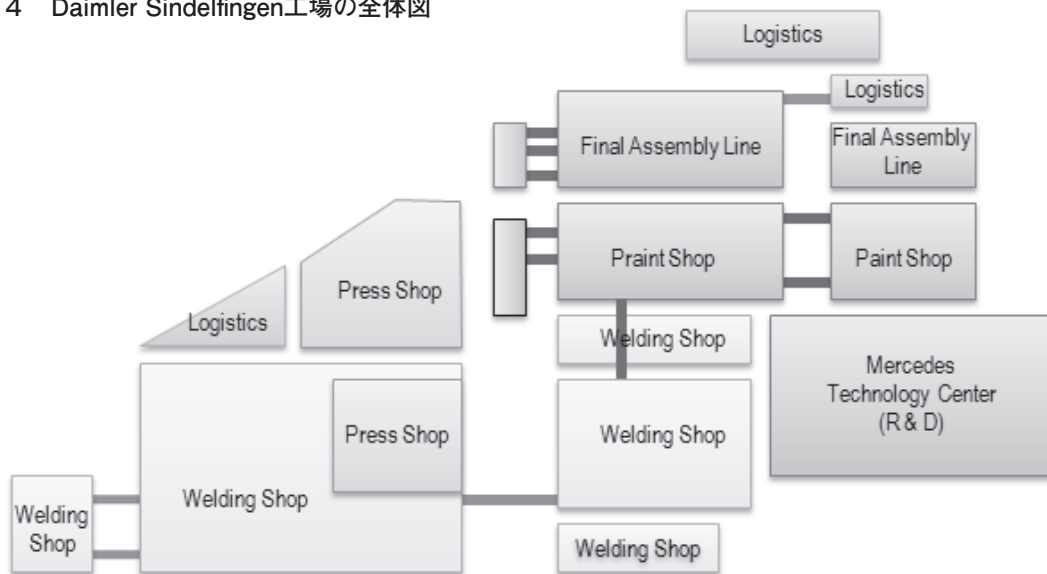 4 Daimler Sindelfingen工場の全体図
Logistics
Logistics
Final Assembly Line
Final Assembly
Line
Praint Shop
Paint Shop
Press Shop
Logistics
Welding Shop
Mercedes
Technology Center
(R & D)
Press Shop
Welding Shop
Welding Shop
Welding
Shop
Welding Shop